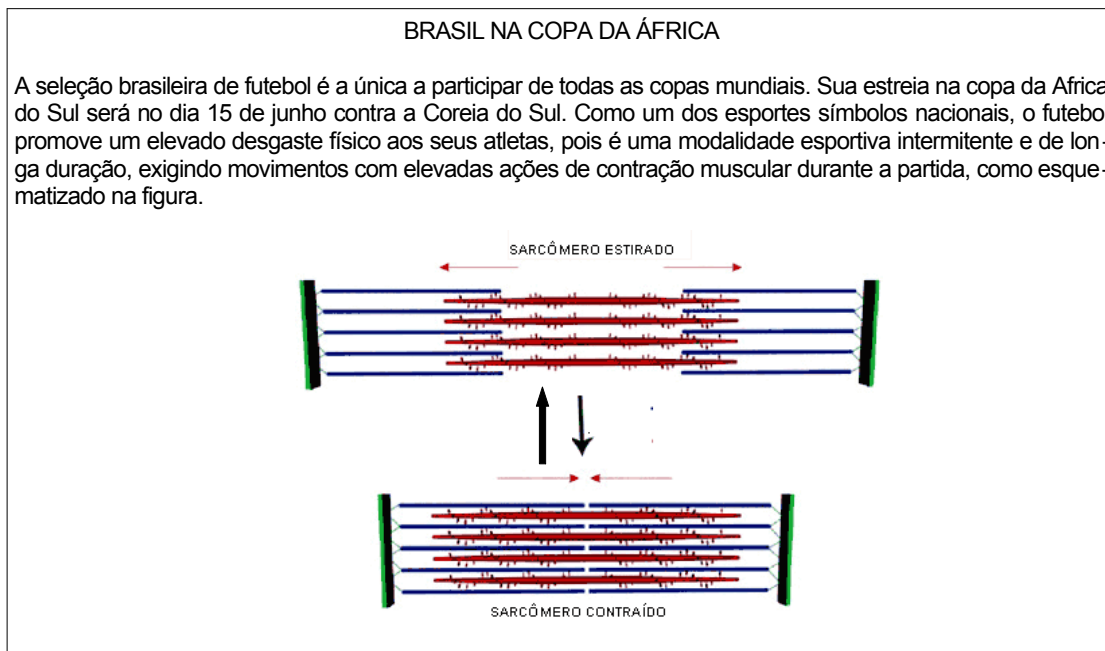 BRASIL NA COPA DA ÁFRICA
A seleção brasileira de futebol é a única a participar de todas as copas mundiais. Sua estreia na copa da Africa
do Sul será no dia 15 de junho contra a Coreia do Sul. Como um dos esportes símbolos nacionais, o futebo
promove um elevado desgaste físico aos seus atletas, pois é uma modalidade esportiva intermitente e de lon-
ga duração, exigindo movimentos com elevadas ações de contração muscular durante a partida, como esque-
matizado na figura.
SARCÔMERO ESTIRADO
SARCÔMERO CONTRAÍDO